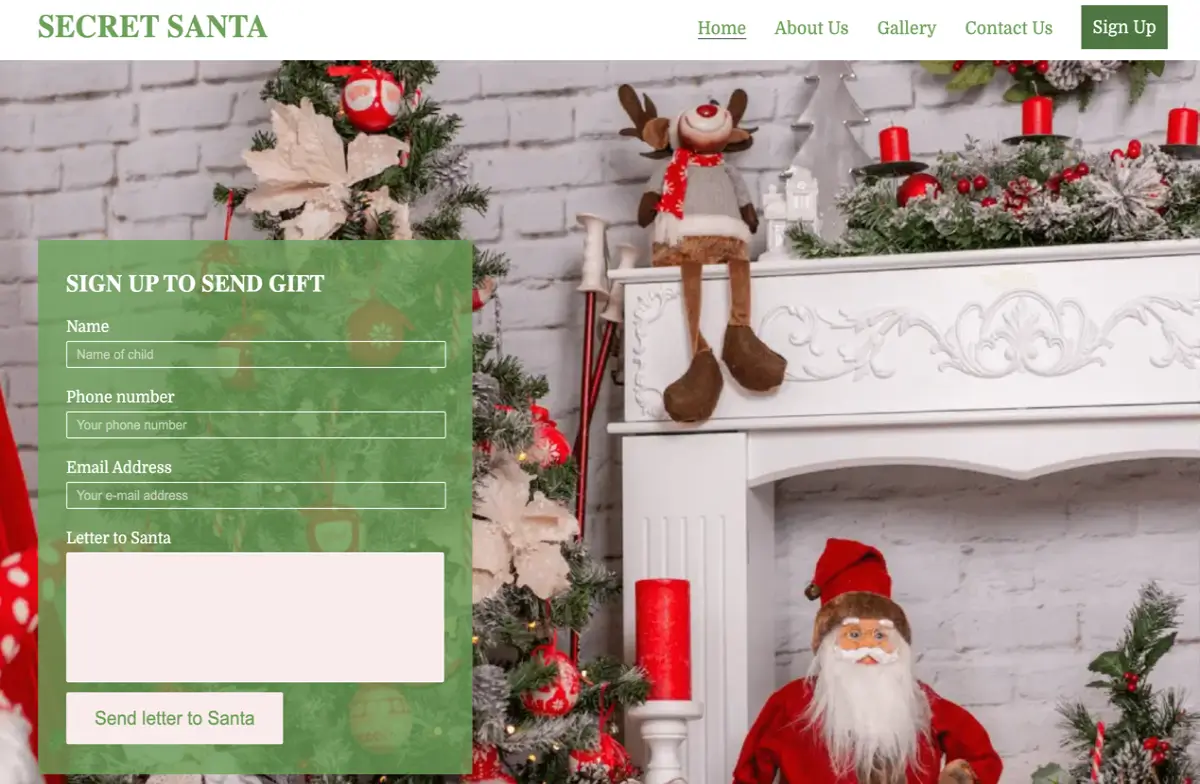 SECRET SANTA
Home About Us Gallery Contact Us Sign Up
SIGN UP TO SEND GIFT
Name
Name of child
Phone number
Your phone number
Email Address
Your e-mail address
Letter to Santa
Send letter to Santa